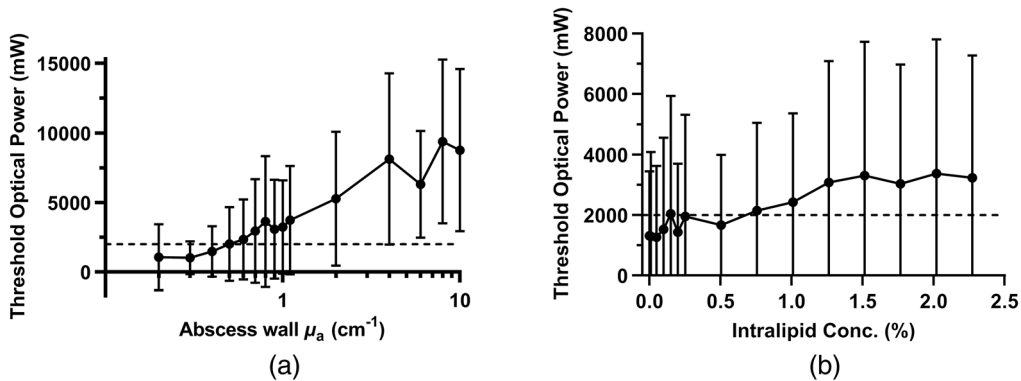 Threshold Optical Power (mW)
15000
10000
5000
0
1
10
Abscess wall μa (cm-1)
(a)
Threshold Optical Power (mW)
8000
6000
4000
2000
0
0.0
0.5
1.0
1.5
2.0
2.5
Intralipid Conc. (%)
(b)